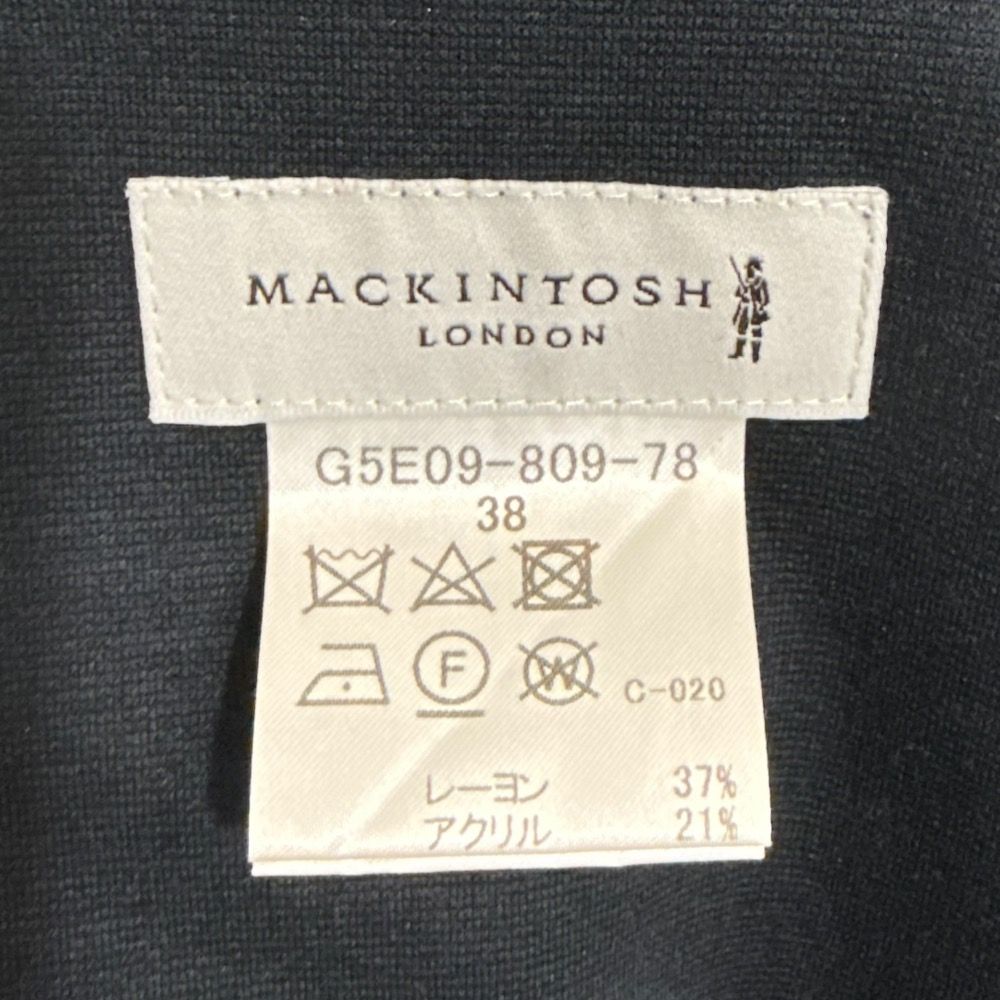 MACKINTOSH
LONDON
G5E09-809-78
38
F W C-020
レーヨン 37%
アクリル 21%